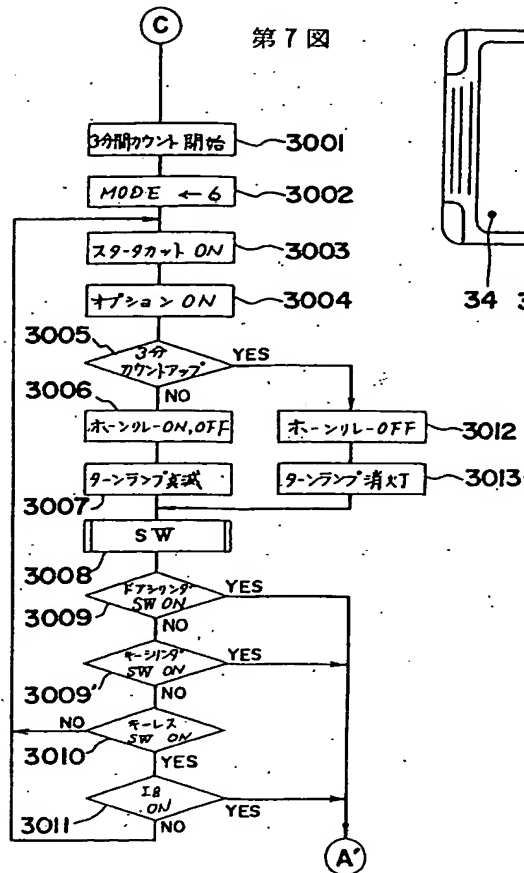 C
第7図
3分間カウント開始
3001
MODE ← 6
3002
スタータカット ON
3003
オプション ON
3004
3005
3分
カウントアップ
YES
NO
3006
ホーンリレーON,OFF
ホーンリレーOFF
3012
ターンランプ点滅
3007
ターンランプ消灯
3013
SW
3008
ドアシリンダ
SW ON
YES
3009
NO
キーシリンダ
SW ON
YES
3009'
NO
NO
キーレス
SW ON
3010
YES
IG
ON
YES
3011
NO
A'
34
3